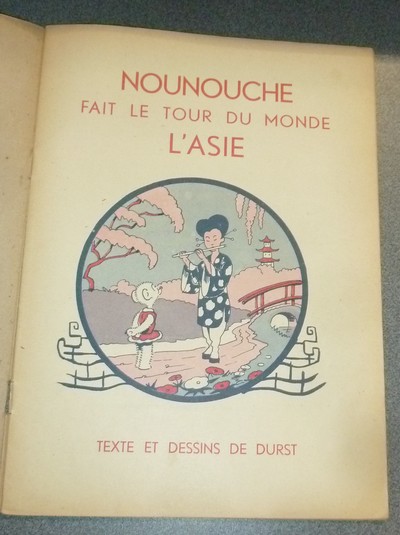 NOUNOUCHE
FAIT LE TOUR DU MONDE
L'ASIE
TEXTE ET DESSINS DE DURST